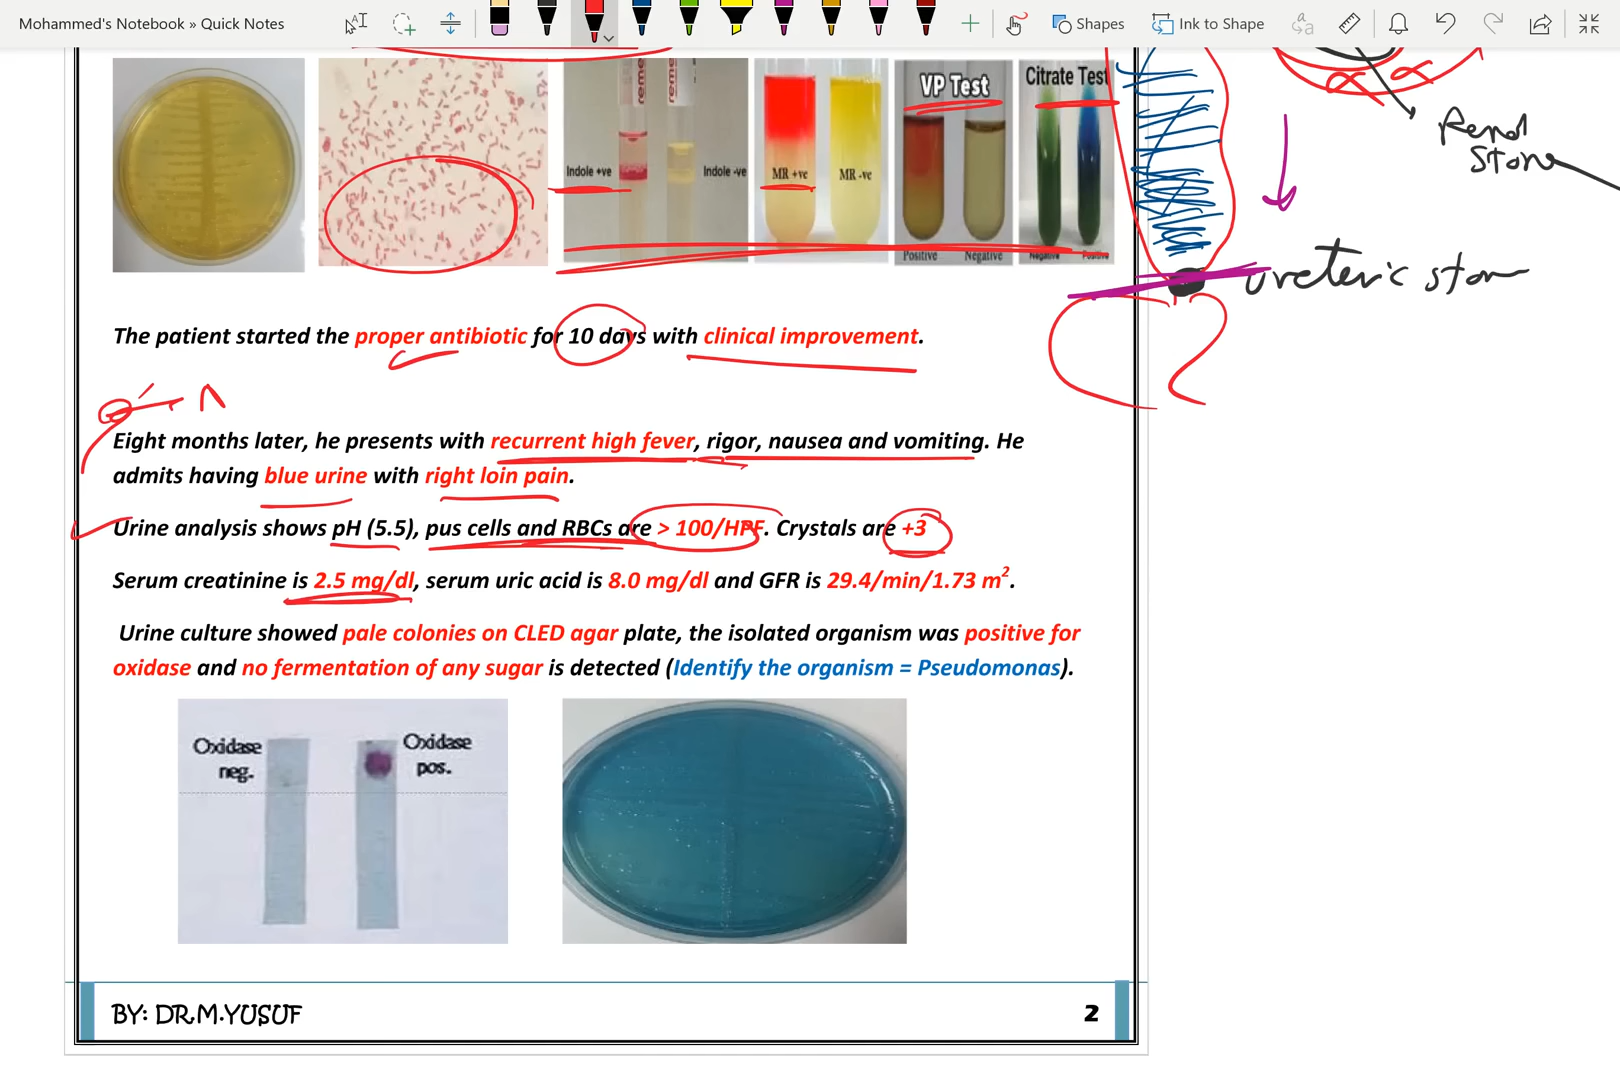 Mohammed's Notebook » Quick Notes
Shapes
Ink to Shape
Indole +ve
Indole -ve
MR +ve
MR -ve
VP Test
Positive
Negative
Citrate Test
Negative
Positive
Renal
Stone
ureteric ston
The patient started the proper antibiotic for 10 days with clinical improvement.
Eight months later, he presents with recurrent high fever, rigor, nausea and vomiting. He
admits having blue urine with right loin pain.
Urine analysis shows pH (5.5), pus cells and RBCs are > 100/HPF. Crystals are +3
Serum creatinine is 2.5 mg/dl, serum uric acid is 8.0 mg/dl and GFR is 29.4/min/1.73 m².
Urine culture showed pale colonies on CLED agar plate, the isolated organism was positive for
oxidase and no fermentation of any sugar is detected (Identify the organism = Pseudomonas).
Oxidase
neg.
Oxidase
pos.
BY: DR.M.YUSUF
2